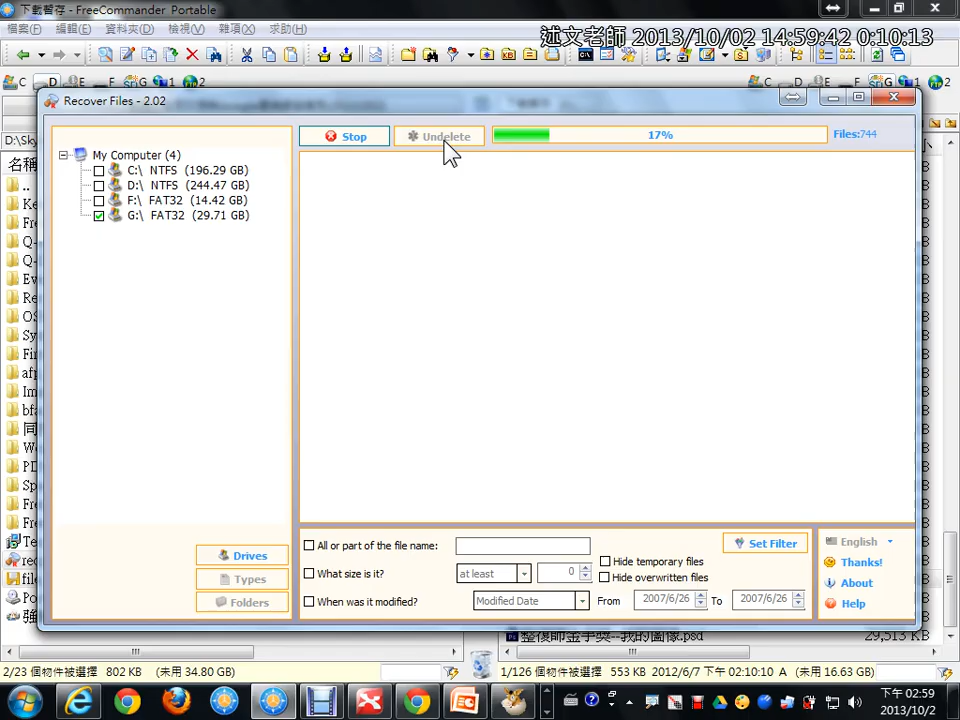 下載暫存 - FreeCommander Portable
檔案(F) 編輯(E) 資料夾(D) 檢視(V) 雜項(X) 求助(H)
述文老師 2013/10/02 14:59:42 0:10:13
C D E F G 1 2
C D E F G 1 2
Recover Files - 2.02
Stop
Undelete
17%
Files:744
My Computer (4)
C:\ NTFS (196.29 GB)
D:\ NTFS (244.47 GB)
F:\ FAT32 (14.42 GB)
G:\ FAT32 (29.71 GB)
D:\Sk
名稱
..
Drives
Types
Folders
All or part of the file name:
What size is it?
at least
0
When was it modified?
Modified Date
From
2007/6/26
To
2007/6/26
Set Filter
Hide temporary files
Hide overwritten files
English
Thanks!
About
Help
整復師金手獎--我的圖像.psd
29,513 KB
2/23 個物件被選擇 802 KB (未用 34.80 GB)
1/126 個物件被選擇 553 KB 2012/6/7 下午 02:10:10 A (未用 16.63 GB)
下午 02:59
2013/10/2